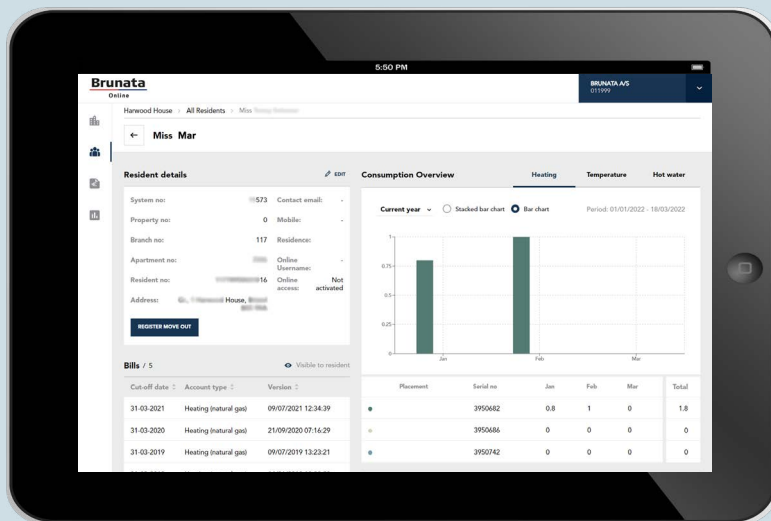 5:50 PM
Brunata
Online
BRUNATA A/S
011999
Harwood House > All Residents > Miss
← Miss Mar
Resident details
EDIT
System no: 573 Contact email: -
Property no: 0 Mobile: -
Branch no: 117 Residence:
Apartment no: Online Username: -
Resident no: 16 Online access: Not activated
Address: House,
REGISTER MOVE OUT
Bills / 5 Visible to resident
Cut-off date Account type Version
31-03-2021 Heating (natural gas) 09/07/2021 12:34:39
31-03-2020 Heating (natural gas) 21/09/2020 07:16:29
31-03-2019 Heating (natural gas) 09/07/2019 13:23:21
Consumption Overview Heating Temperature Hot water
Current year Stacked bar chart Bar chart Period: 01/01/2022 - 18/03/2022
1
0.75
0.5
0.25
0
Jan Feb Mar
Placement Serial no Jan Feb Mar Total
3950682 0.8 1 0 1.8
3950686 0 0 0 0
3950742 0 0 0 0